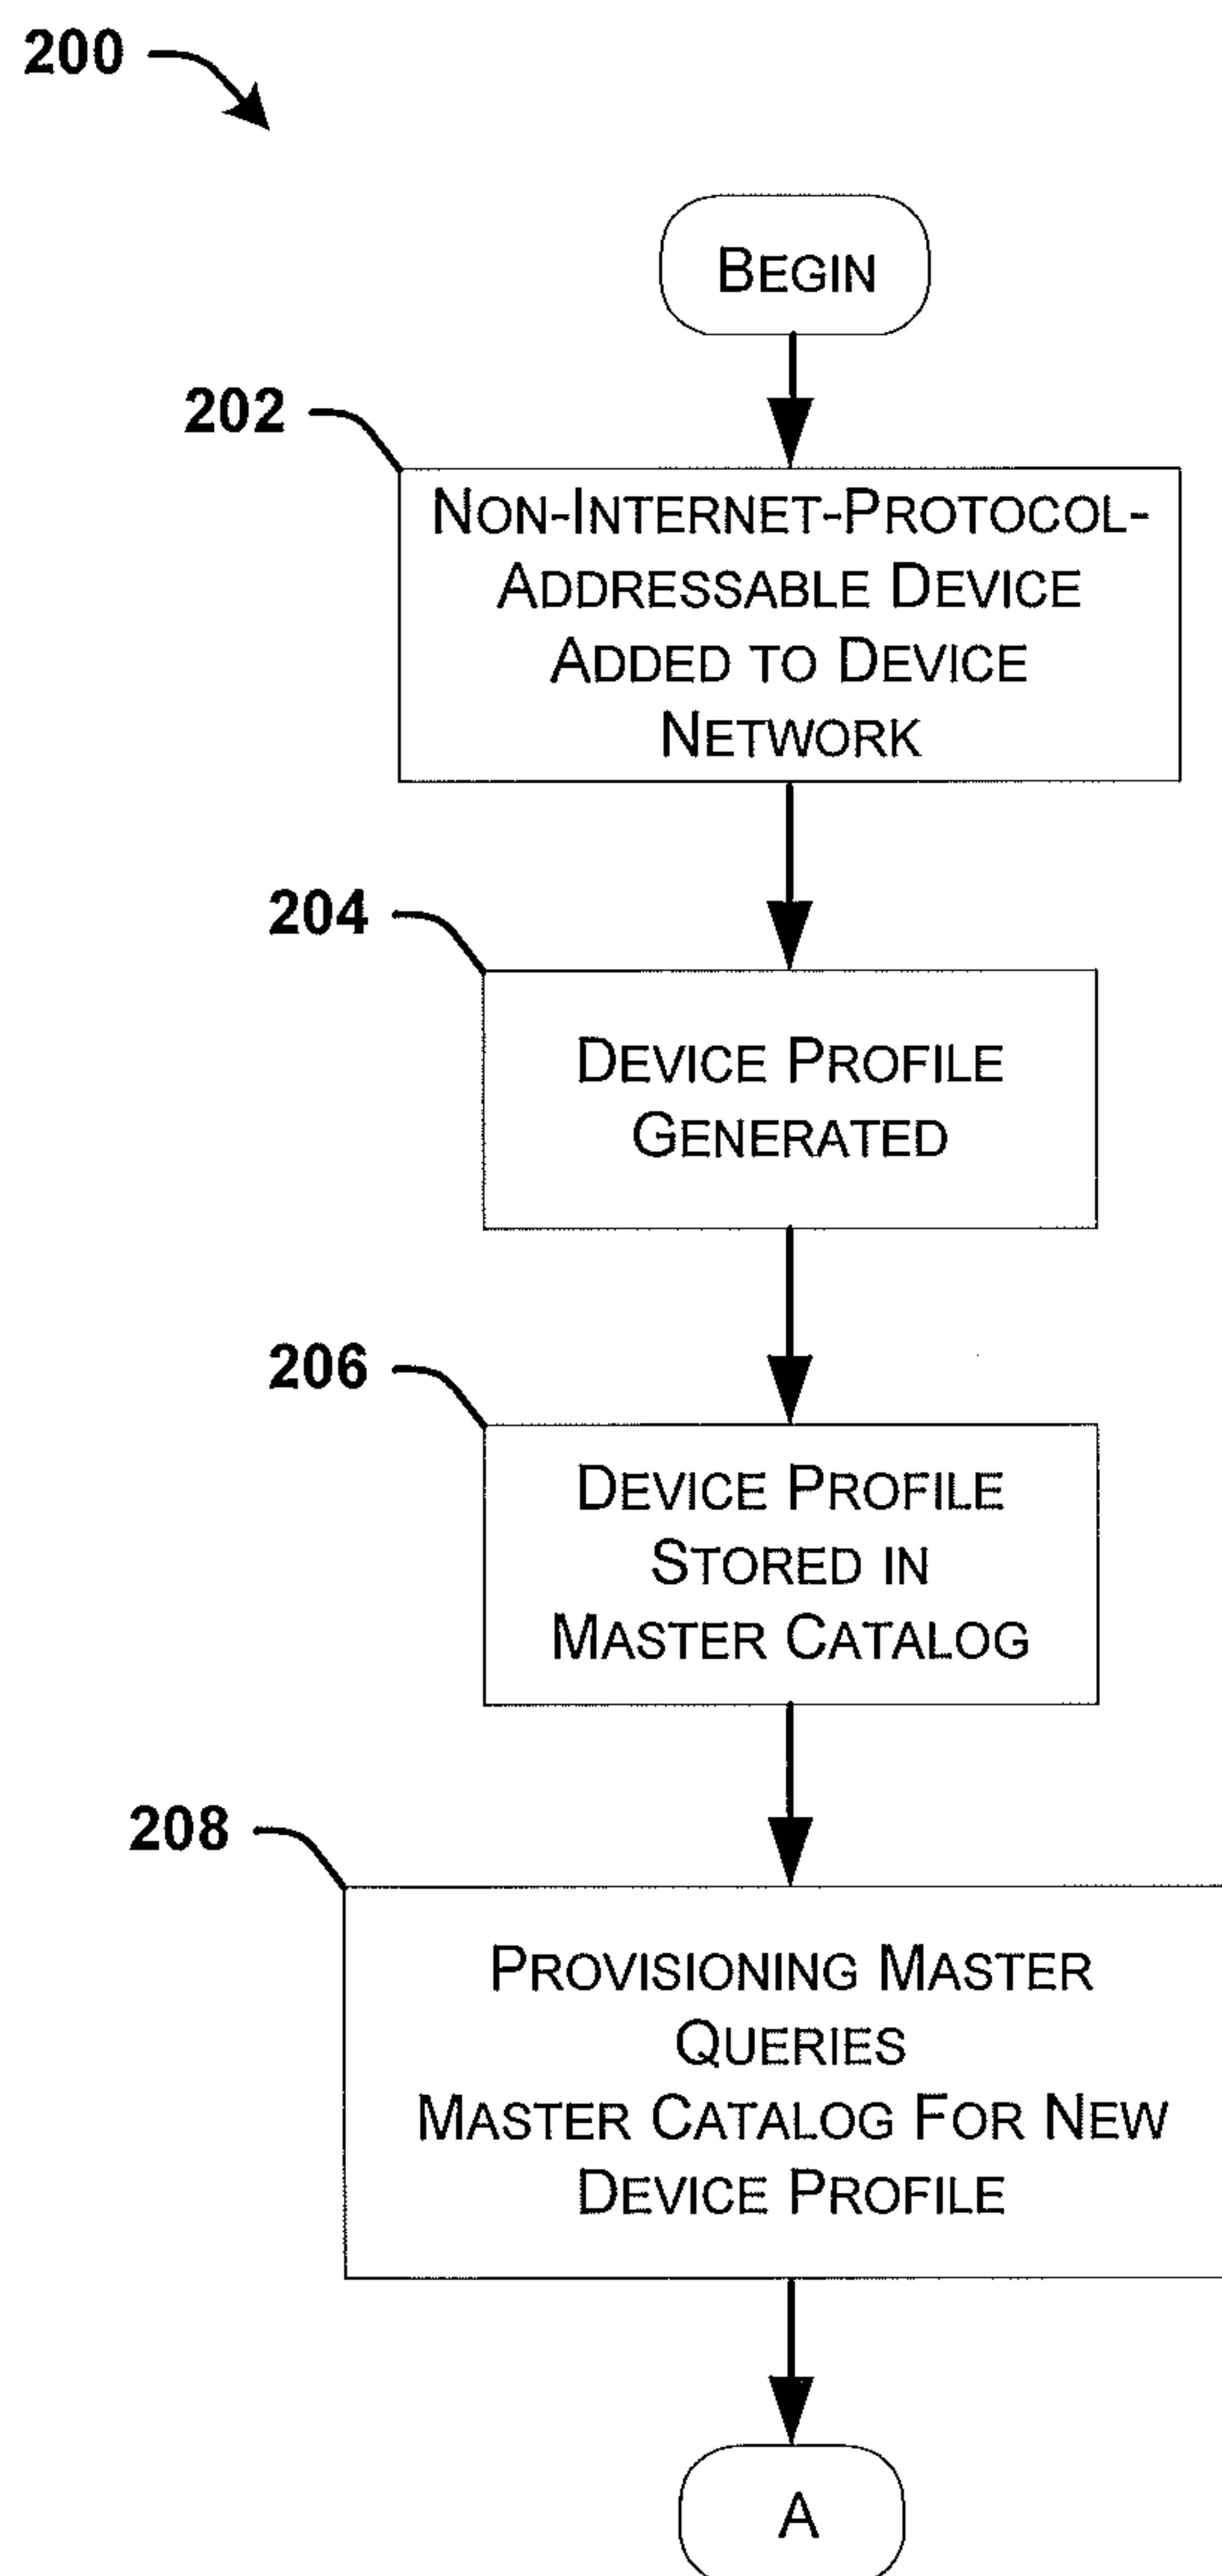 200
BEGIN
202
NON-INTERNET-PROTOCOL-
ADDRESSABLE DEVICE
ADDED TO DEVICE
NETWORK
204
DEVICE PROFILE
GENERATED
206
DEVICE PROFILE
STORED IN
MASTER CATALOG
208
PROVISIONING MASTER
QUERIES
MASTER CATALOG FOR NEW
DEVICE PROFILE
A